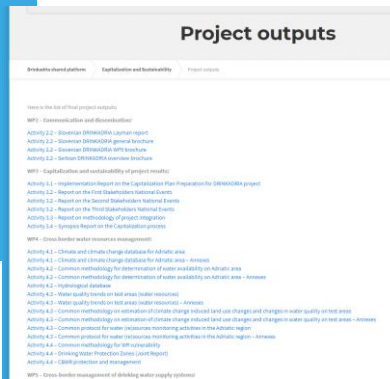 Project outputs
Drinkadria shared platform Capitalization and Sustainability Project outputs
Here is the list of final project outputs:
WP2 – Communication and dissemination:
Activity 2.2 – Slovenian DRINKADRIA Layman report
Activity 2.2 – Slovenian DRINKADRIA general brochure
Activity 2.2 – Slovenian DRINKADRIA WP5 brochure
Activity 2.2 – Serbian DRINKADRIA overview brochure
WP3 – Capitalization and sustainability of project results:
Activity 3.1 – Implementation Report on the Capitalization Plan Preparation for DRINKADRIA project
Activity 3.2 – Report on the First Stakeholders National Events
Activity 3.2 – Report on the Second Stakeholders National Events
Activity 3.2 – Report on the Third Stakeholders National Events
Activity 3.3 – Report on methodology of project integration
Activity 3.4 – Synopsis Report on the Capitalization process
WP4 – Cross border water resources management:
Activity 4.1 – Climate and climate change database for Adriatic area
Activity 4.1 – Climate and climate change database for Adriatic area – Annexes
Activity 4.2 – Common methodology for determination of water availability on Adriatic area
Activity 4.2 – Common methodology for determination of water availability on Adriatic area – Annexes
Activity 4.2 – Hydrological database
Activity 4.3 – Water quality trends on test areas (water resources)
Activity 4.3 – Water quality trends on test areas (water resources) – Annexes
Activity 4.3 – Common methodology on estimation of climate change induced land use changes and changes in water quality on test areas
Activity 4.3 – Common methodology on estimation of climate change induced land use changes and changes in water quality on test areas – Annexes
Activity 4.3 – Common protocol for water (re)sources monitoring activities in the Adriatic region
Activity 4.3 – Common protocol for water (re)sources monitoring activities in the Adriatic region – Annexes
Activity 4.4 – Common methodology for WR vulnerability
Activity 4.4 – Drinking Water Protection Zones (Joint Report)
Activity 4.4 – CBWR protection and management
WP5 – Cross-border management of drinking water supply systems: